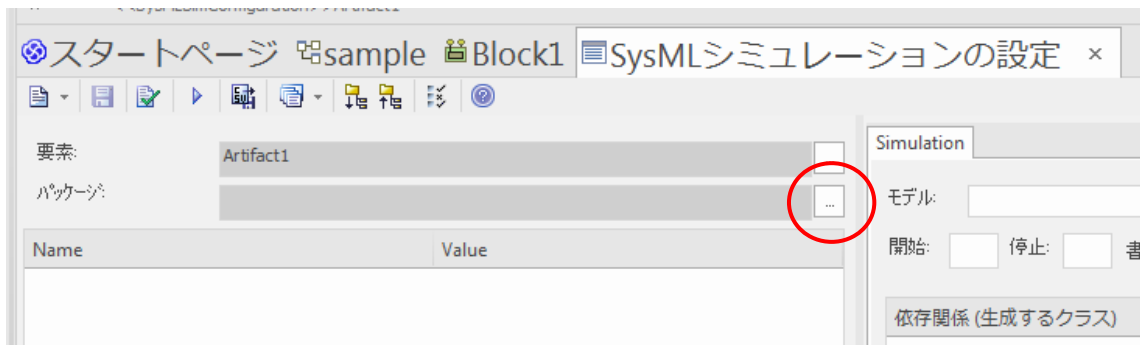 スタートページ sample Block1 SysMLシミュレーションの設定 ×
要素: Artifact1
パッケージ: ...
Name Value
Simulation
モデル:
開始: 停止: 書
依存関係 (生成するクラス)